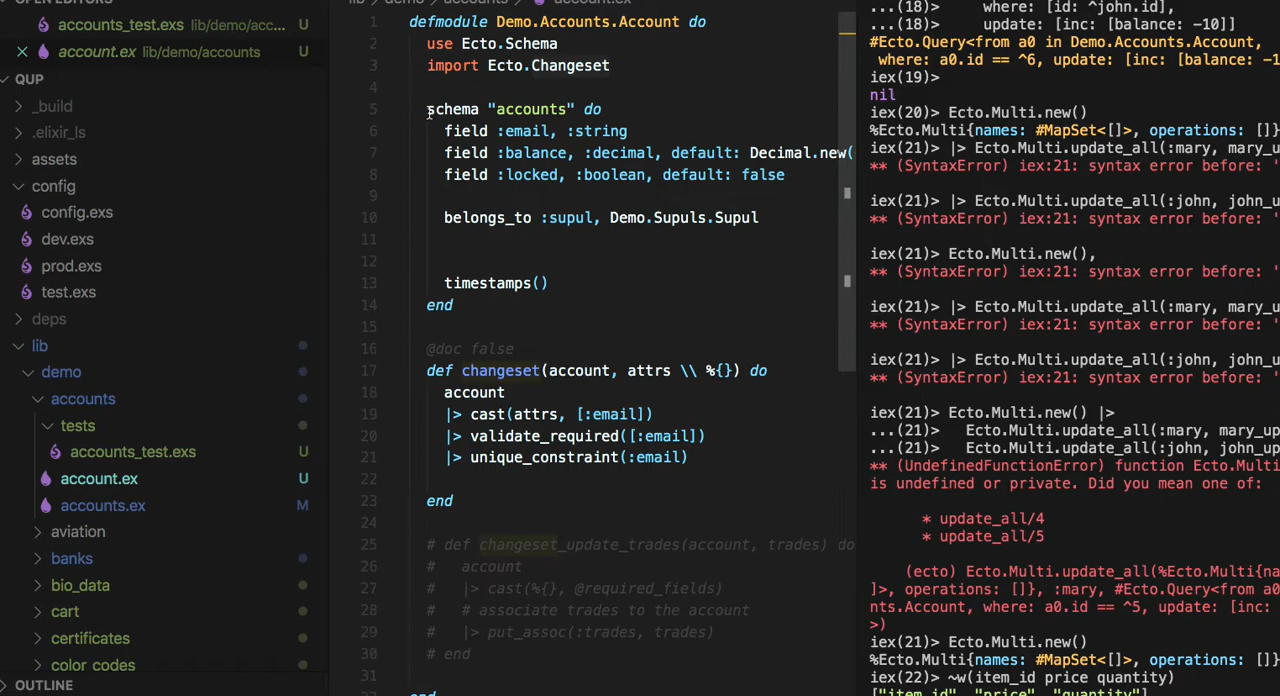 OPEN EDITORS
accounts_test.exs lib/demo/acc... U
account.ex lib/demo/accounts U
QUP
_build
.elixir_ls
assets
config
config.exs
dev.exs
prod.exs
test.exs
deps
lib
demo
accounts
tests
accounts_test.exs U
account.ex U
accounts.ex M
aviation
banks
bio_data
cart
certificates
color_codes
OUTLINE
lib demo accounts account.ex
1 defmodule Demo.Accounts.Account do
2 use Ecto.Schema
3 import Ecto.Changeset
4
5 schema "accounts" do
6 field :email, :string
7 field :balance, :decimal, default: Decimal.new(
8 field :locked, :boolean, default: false
9
10 belongs_to :supul, Demo.Supuls.Supul
11
12
13 timestamps()
14 end
15
16 @doc false
17 def changeset(account, attrs \\ %{}) do
18 account
19 |> cast(attrs, [:email])
20 |> validate_required([:email])
21 |> unique_constraint(:email)
22
23 end
24
25 # def changeset_update_trades(account, trades) do
26 # account
27 # |> cast(%{}, @required_fields)
28 # # associate trades to the account
29 # |> put_assoc(:trades, trades)
30 # end
31
end
...(18)> where: [id: ^john.id],
...(18)> update: [inc: [balance: -10]]
#Ecto.Query<from a0 in Demo.Accounts.Account,
where: a0.id == ^6, update: [inc: [balance: -1
iex(19)>
nil
iex(20)> Ecto.Multi.new()
%Ecto.Multi{names: #MapSet<[]>, operations: []}
iex(21)> |> Ecto.Multi.update_all(:mary, mary_u
** (SyntaxError) iex:21: syntax error before: '
iex(21)> |> Ecto.Multi.update_all(:john, john_u
** (SyntaxError) iex:21: syntax error before: '
iex(21)> Ecto.Multi.new(),
** (SyntaxError) iex:21: syntax error before: '
iex(21)> |> Ecto.Multi.update_all(:mary, mary_u
** (SyntaxError) iex:21: syntax error before: '
iex(21)> |> Ecto.Multi.update_all(:john, john_u
** (SyntaxError) iex:21: syntax error before: '
iex(21)> Ecto.Multi.new() |>
...(21)> Ecto.Multi.update_all(:mary, mary_up
...(21)> Ecto.Multi.update_all(:john, john_up
** (UndefinedFunctionError) function Ecto.Multi
is undefined or private. Did you mean one of:
* update_all/4
* update_all/5
(ecto) Ecto.Multi.update_all(%Ecto.Multi{na
]>, operations: []}, :mary, #Ecto.Query<from a0
nts.Account, where: a0.id == ^5, update: [inc:
>)
iex(21)> Ecto.Multi.new()
%Ecto.Multi{names: #MapSet<[]>, operations: []}
iex(22)> ~w(item_id price quantity)
["item_id", "price", "quantity"]